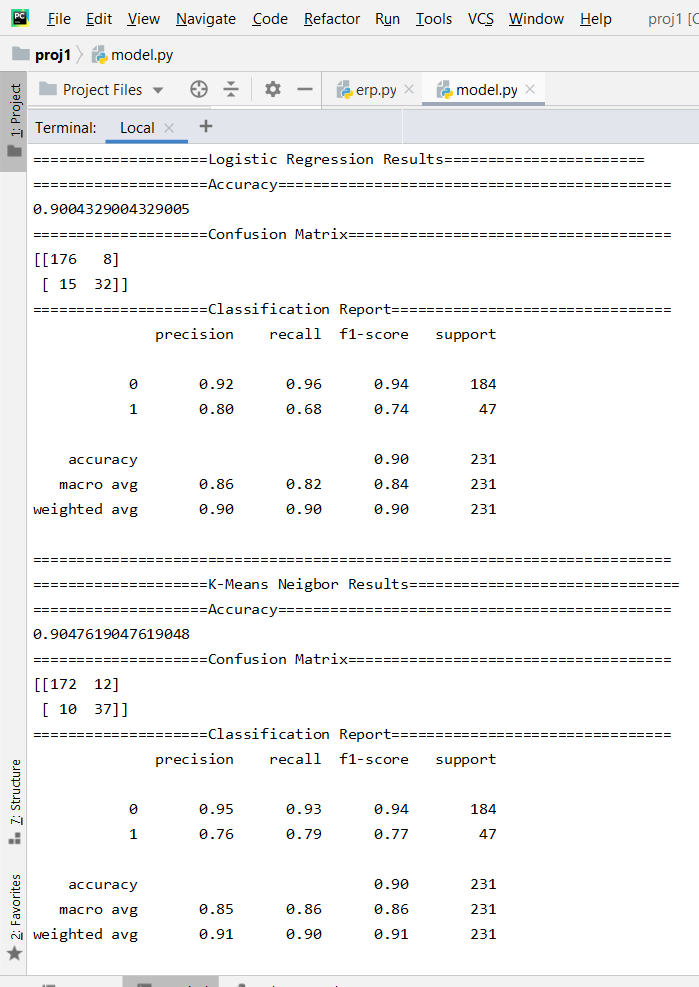 PC File Edit View Navigate Code Refactor Run Tools VCS Window Help proj1 [C
proj1 model.py
1: Project
Project Files erp.py model.py
Terminal: Local +
====================Logistic Regression Results=======================
====================Accuracy=============================================
0.9004329004329005
====================Confusion Matrix=====================================
[[176   8]
 [ 15  32]]
====================Classification Report================================
              precision    recall  f1-score   support

           0       0.92      0.96      0.94       184
           1       0.80      0.68      0.74        47

    accuracy                           0.90       231
   macro avg       0.86      0.82      0.84       231
weighted avg       0.90      0.90      0.90       231

=========================================================================
====================K-Means Neigbor Results===============================
====================Accuracy=============================================
0.9047619047619048
====================Confusion Matrix=====================================
[[172  12]
 [ 10  37]]
====================Classification Report================================
              precision    recall  f1-score   support

           0       0.95      0.93      0.94       184
           1       0.76      0.79      0.77        47

    accuracy                           0.90       231
   macro avg       0.85      0.86      0.86       231
weighted avg       0.91      0.90      0.91       231
7: Structure
2: Favorites